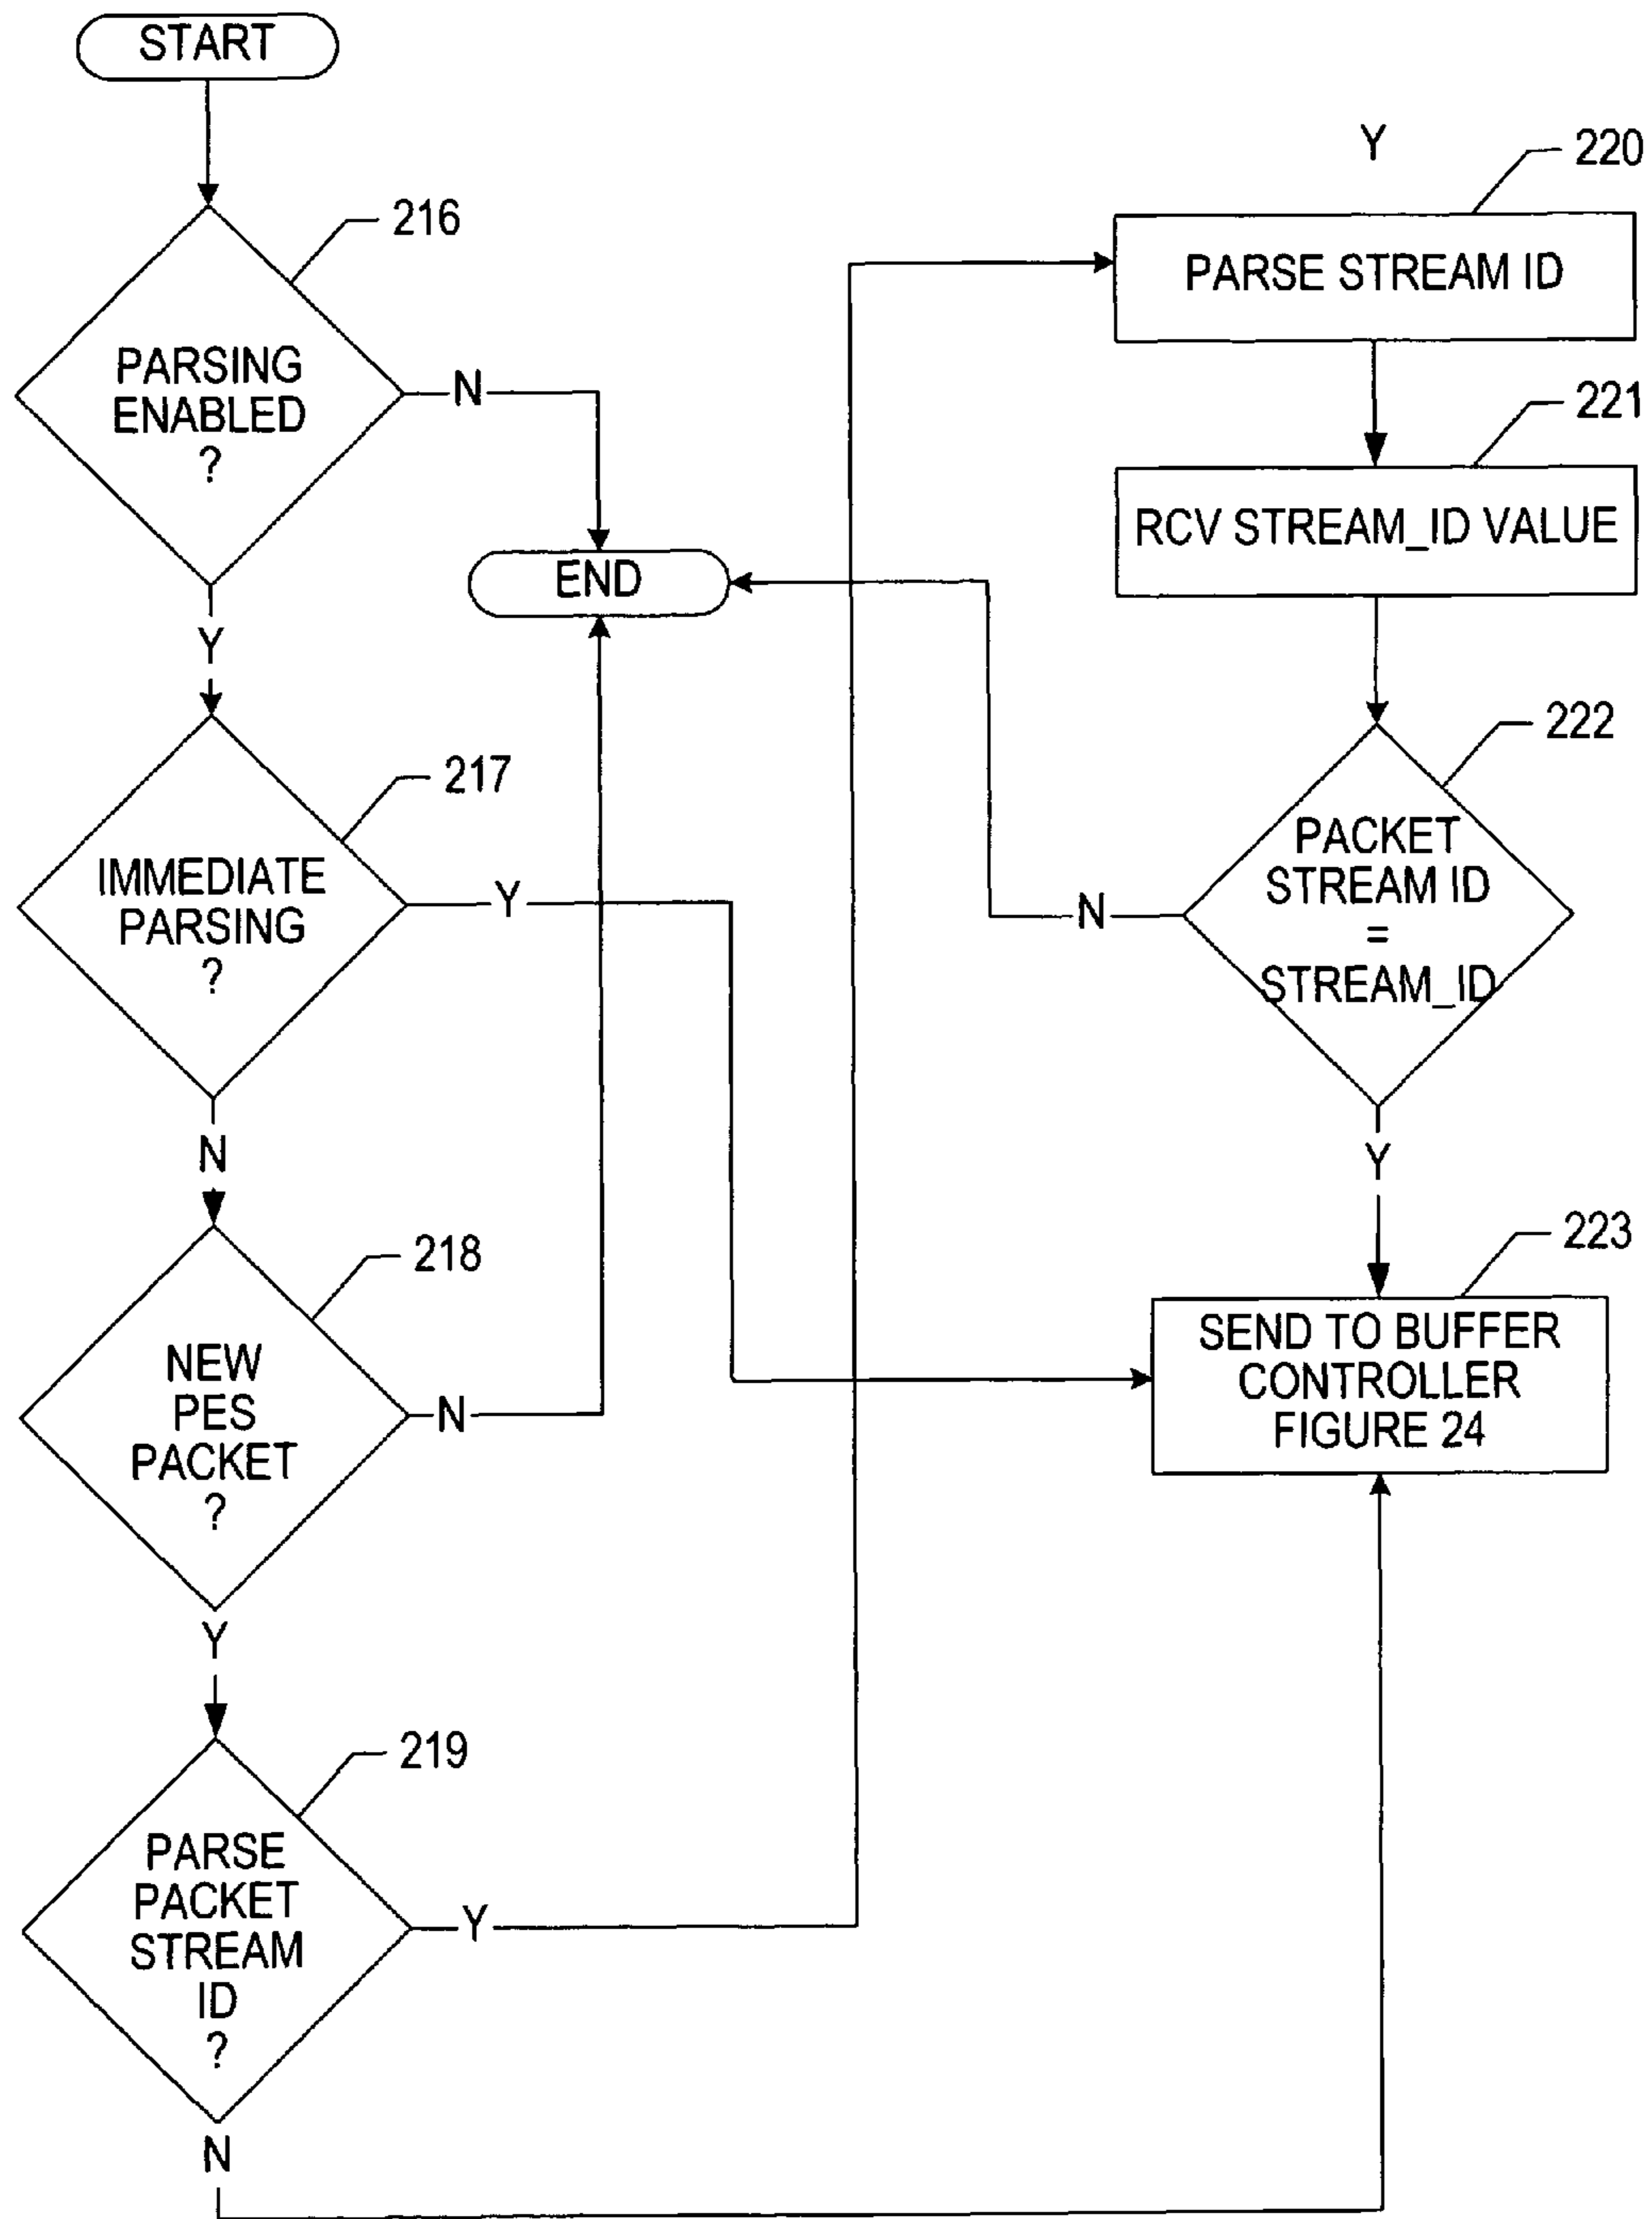 START
216
PARSING
ENABLED
?
N
Y
END
217
IMMEDIATE
PARSING
?
Y
N
218
NEW
PES
PACKET
?
N
Y
219
PARSE
PACKET
STREAM
ID
?
Y
N
Y
220
PARSE STREAM ID
221
RCV STREAM_ID VALUE
222
PACKET
STREAM ID
=
STREAM_ID
N
Y
223
SEND TO BUFFER
CONTROLLER
FIGURE 24